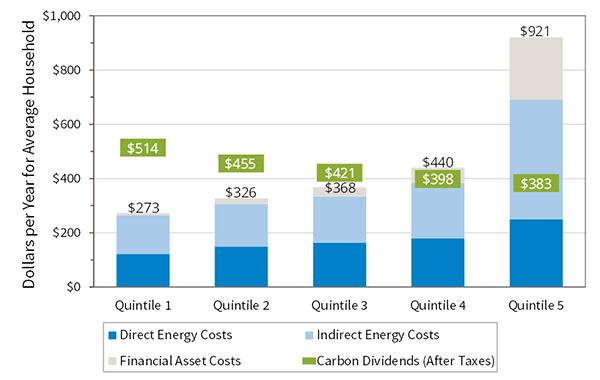 $1,000
$921
$800
$600
$514
$455
$440
$421
$398
$383
$400
$368
$326
$273
$200
$0
Dollars per Year for Average Household
Quintile 1
Quintile 2
Quintile 3
Quintile 4
Quintile 5
Direct Energy Costs
Indirect Energy Costs
Financial Asset Costs
Carbon Dividends (After Taxes)